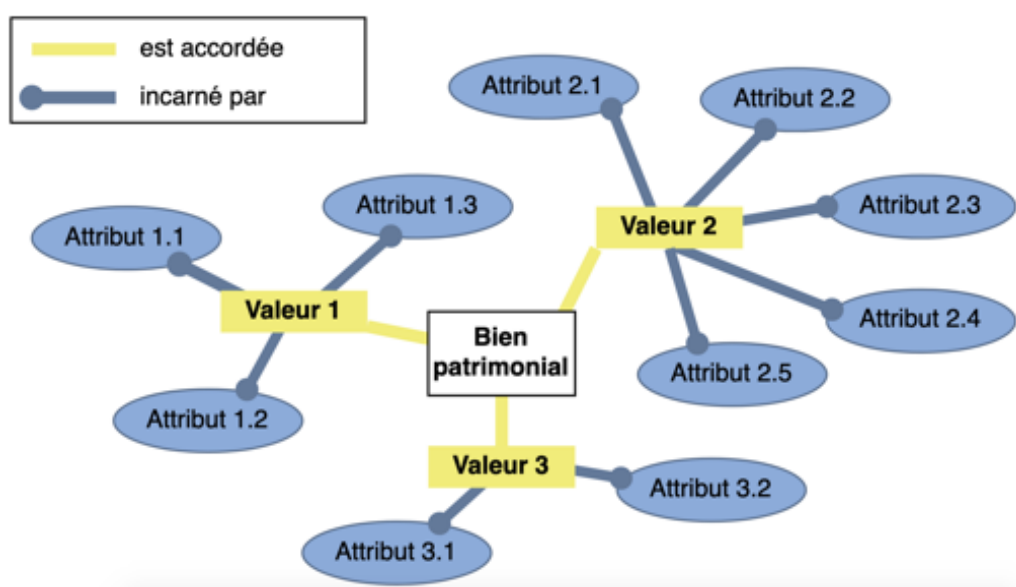 est accordée
incarné par
Attribut 2.1
Attribut 2.2
Attribut 1.3
Attribut 2.3
Attribut 1.1
Valeur 2
Valeur 1
Attribut 2.4
Bien
patrimonial
Attribut 2.5
Attribut 1.2
Valeur 3
Attribut 3.2
Attribut 3.1